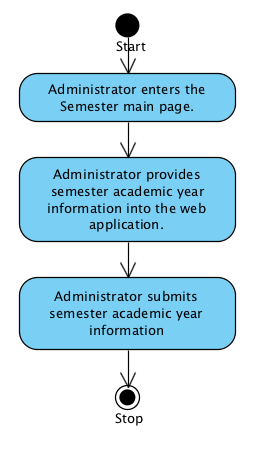 Start
Administrator enters the
Semester main page.
Administrator provides
semester academic year
information into the web
application.
Administrator submits
semester academic year
information
Stop